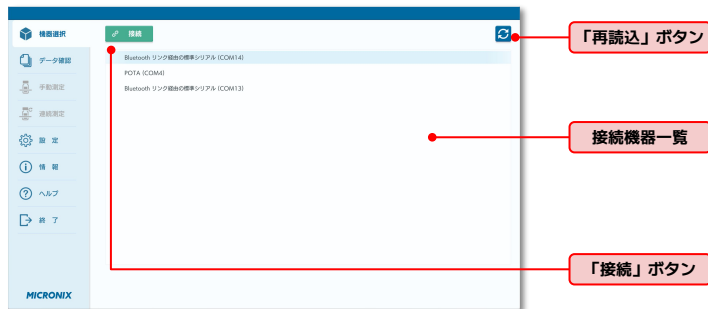 機器選択
接続
「再読込」ボタン
データ確認
Bluetooth リンク経由の標準シリアル (COM14)
POTA (COM4)
手動測定
Bluetooth リンク経由の標準シリアル (COM13)
連続測定
接続機器一覧
設 定
情 報
ヘルプ
終 了
「接続」ボタン
MICRONIX